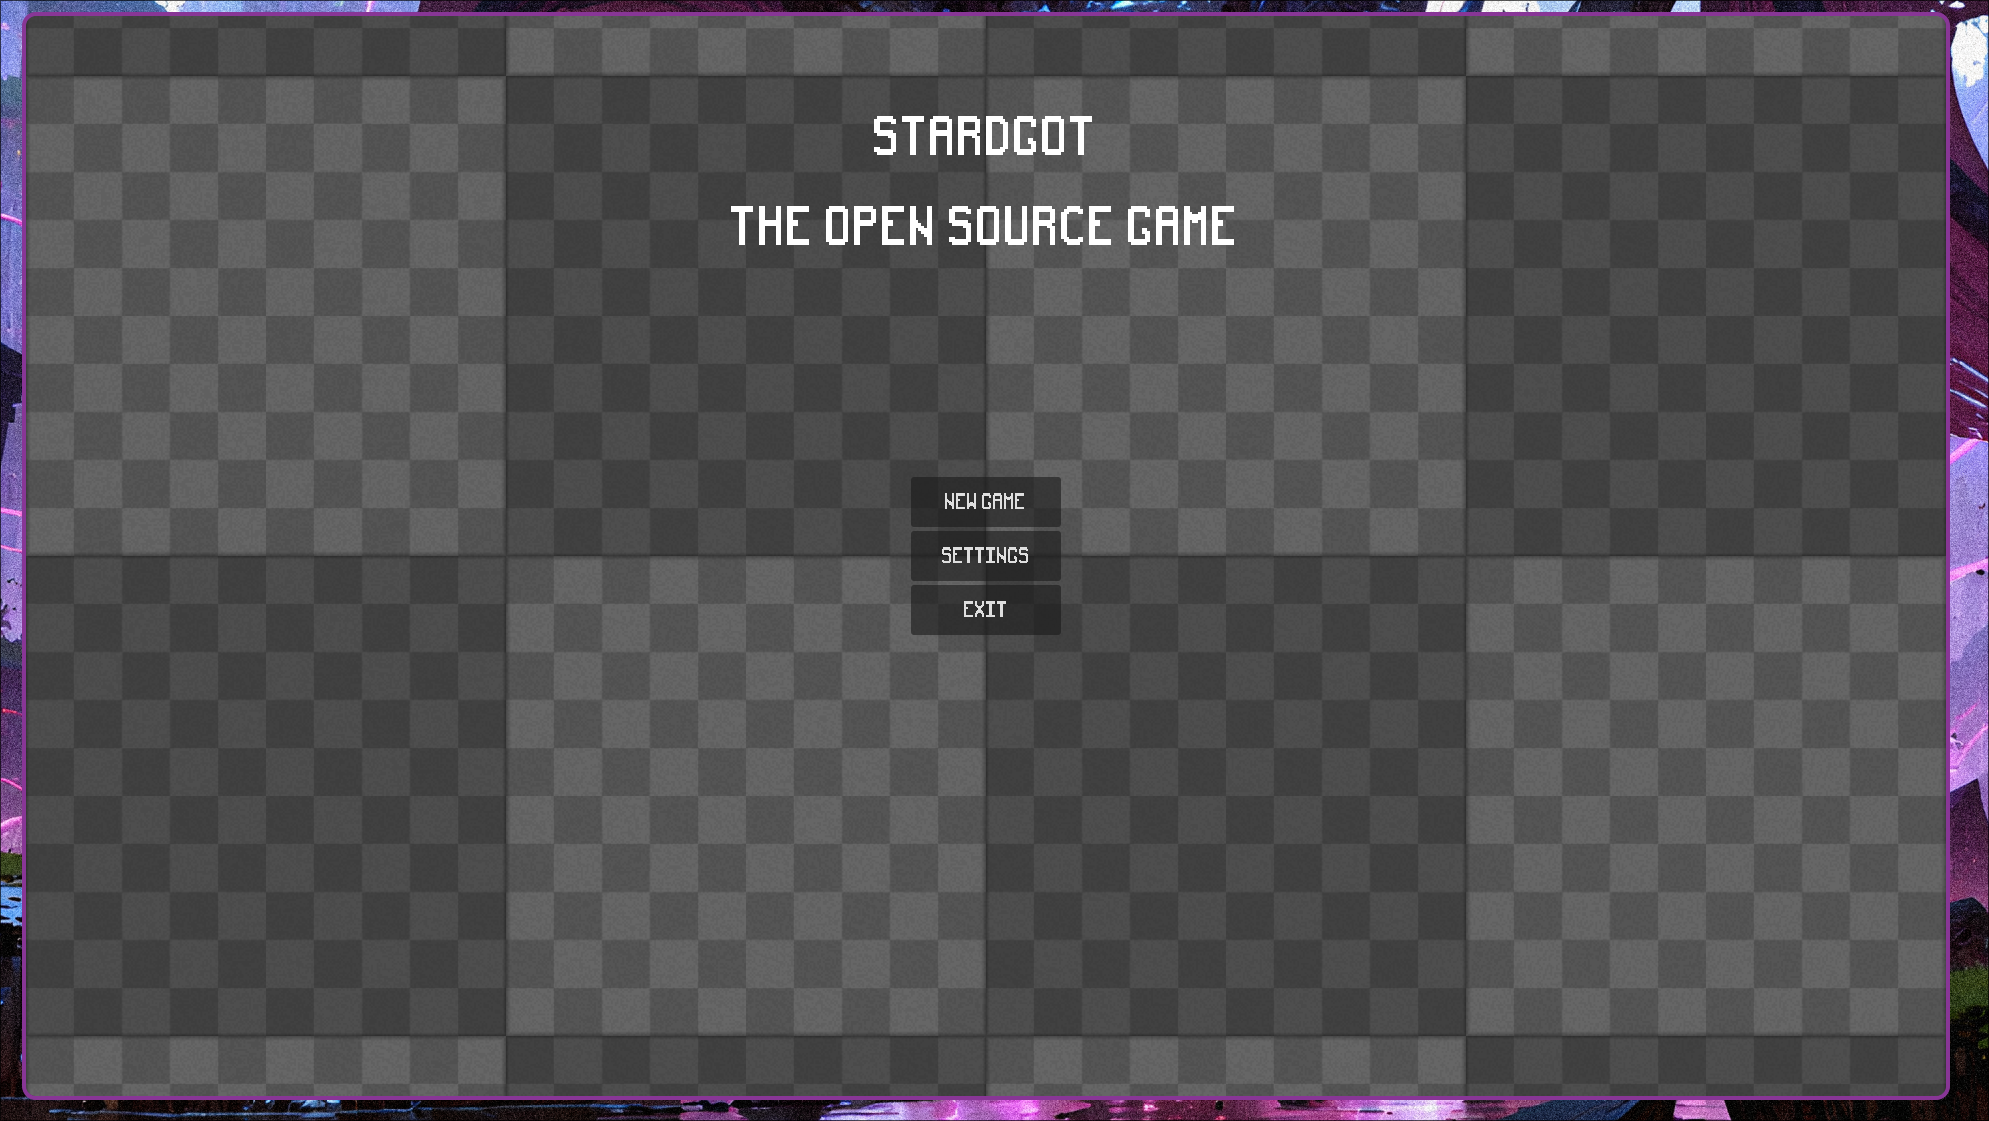 STARDGOT
THE OPEN SOURCE GAME
NEW GAME
SETTINGS
EXIT